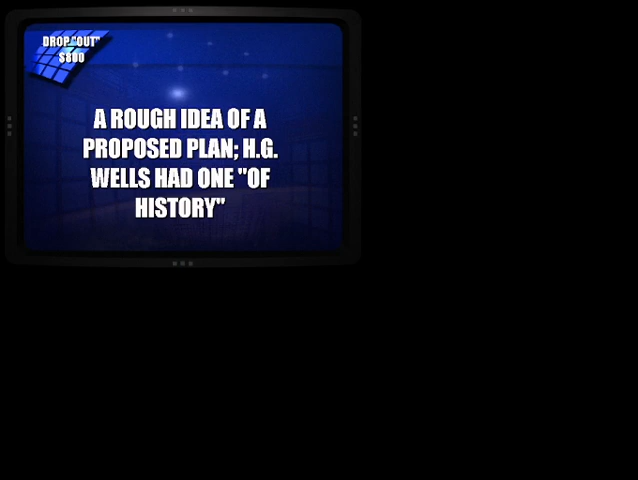 DROP "OUT"
$800
A ROUGH IDEA OF A
PROPOSED PLAN; H.G.
WELLS HAD ONE "OF
HISTORY"